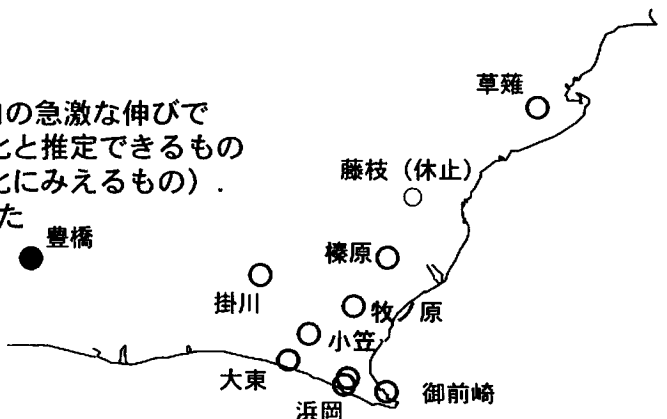 の急激な伸びで
と推定できるもの
にみえるもの）．
た
草薙
藤枝（休止）
豊橋
榛原
掛川
牧ノ原
小笠
大東
御前崎
浜岡